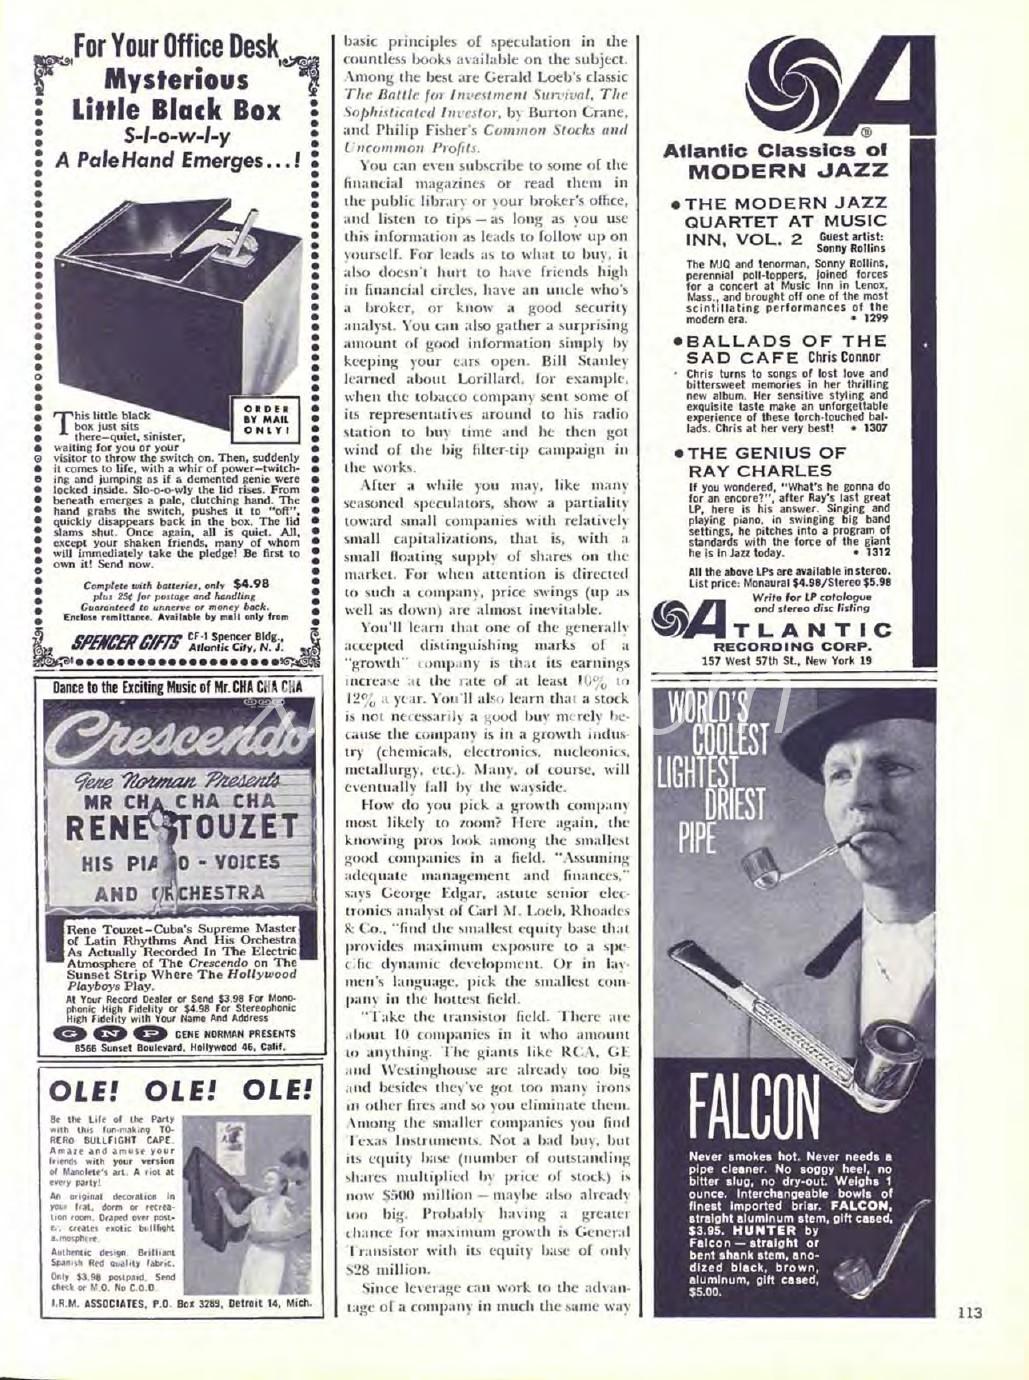 For Your Office Desk
Mysterious
Little Black Box
S-l-o-w-l-y
A Pale Hand Emerges...!
ORDER
BY MAIL
ONLY!
This little black
box just sits
there—quiet, sinister,
waiting for you or your
visitor to throw the switch on. Then, suddenly
it comes to life, with a whir of power—twitch-
ing and jumping as if a demented genie were
locked inside. Slo-o-o-wly the lid rises. From
beneath emerges a pale, clutching hand. The
hand grabs the switch, pushes it to "off",
quickly disappears back in the box. The lid
slams shut. Once again, all is quiet. All,
except your shaken friends, many of whom
will immediately take the pledge! Be first to
own it! Send now.
Complete with batteries, only $4.98
plus 25¢ for postage and handling
Guaranteed to unnerve or money back.
Enclose remittance. Available by mail only from
SPENCER GIFTS CF-1 Spencer Bldg.,
Atlantic City, N. J.
Dance to the Exciting Music of Mr. CHA CHA CHA
Crescendo
Gene Norman Presents
MR CHA CHA CHA
RENE TOUZET
HIS PIANO - VOICES
AND ORCHESTRA
Rene Touzet—Cuba's Supreme Master
of Latin Rhythms And His Orchestra
As Actually Recorded In The Electric
Atmosphere of The Crescendo on The
Sunset Strip Where The Hollywood
Playboys Play.
At Your Record Dealer or Send $3.98 For Mono-
phonic High Fidelity or $4.98 For Stereophonic
High Fidelity with Your Name And Address
G N P GENE NORMAN PRESENTS
8566 Sunset Boulevard, Hollywood 46, Calif.
OLE! OLE! OLE!
Be the Life of the Party
with this fun-making TO-
RERO BULLFIGHT CAPE.
Amaze and amuse your
friends with your version
of Manolete's art. A riot at
every party!
An original decoration in
your frat, dorm or recrea-
tion room. Draped over post-
er, creates exotic bullfight
atmosphere.
Authentic design. Brilliant
Spanish Red quality fabric.
Only $3.98 postpaid. Send
check or M.O. No C.O.D.
I.R.M. ASSOCIATES, P.O. Box 3289, Detroit 14, Mich.
basic principles of speculation in the
countless books available on the subject.
Among the best are Gerald Loeb's classic
The Battle for Investment Survival, The
Sophisticated Investor, by Burton Crane,
and Philip Fisher's Common Stocks and
Uncommon Profits.
You can even subscribe to some of the
financial magazines or read them in
the public library or your broker's office,
and listen to tips — as long as you use
this information as leads to follow up on
yourself. For leads as to what to buy, it
also doesn't hurt to have friends high
in financial circles, have an uncle who's
a broker, or know a good security
analyst. You can also gather a surprising
amount of good information simply by
keeping your ears open. Bill Stanley
learned about Lorillard, for example,
when the tobacco company sent some of
its representatives around to his radio
station to buy time and he then got
wind of the big filter-tip campaign in
the works.
After a while you may, like many
seasoned speculators, show a partiality
toward small companies with relatively
small capitalizations, that is, with a
small floating supply of shares on the
market. For when attention is directed
to such a company, price swings (up as
well as down) are almost inevitable.
You'll learn that one of the generally
accepted distinguishing marks of a
"growth" company is that its earnings
increase at the rate of at least 10% to
12% a year. You'll also learn that a stock
is not necessarily a good buy merely be-
cause the company is in a growth indus-
try (chemicals, electronics, nucleonics,
metallurgy, etc.). Many, of course, will
eventually fall by the wayside.
How do you pick a growth company
most likely to zoom? Here again, the
knowing pros look among the smallest
good companies in a field. "Assuming
adequate management and finances,"
says George Edgar, astute senior elec-
tronics analyst of Carl M. Loeb, Rhoades
& Co., "find the smallest equity base that
provides maximum exposure to a spe-
cific dynamic development. Or in lay-
men's language, pick the smallest com-
pany in the hottest field.
"Take the transistor field. There are
about 10 companies in it who amount
to anything. The giants like RCA, GE
and Westinghouse are already too big
and besides they've got too many irons
in other fires and so you eliminate them.
Among the smaller companies you find
Texas Instruments. Not a bad buy, but
its equity base (number of outstanding
shares multiplied by price of stock) is
now $500 million — maybe also already
too big. Probably having a greater
chance for maximum growth is General
Transistor with its equity base of only
$28 million.
Since leverage can work to the advan-
tage of a company in much the same way
A
®
Atlantic Classics of
MODERN JAZZ
• THE MODERN JAZZ
QUARTET AT MUSIC
INN, VOL. 2 Guest artist:
Sonny Rollins
The MJQ and tenorman, Sonny Rollins,
perennial poll-toppers, joined forces
for a concert at Music Inn in Lenox,
Mass., and brought off one of the most
scintillating performances of the
modern era. • 1299
• BALLADS OF THE
SAD CAFE Chris Connor
Chris turns to songs of lost love and
bittersweet memories in her thrilling
new album. Her sensitive styling and
exquisite taste make an unforgettable
experience of these torch-touched bal-
lads. Chris at her very best! • 1307
• THE GENIUS OF
RAY CHARLES
If you wondered, "What's he gonna do
for an encore?", after Ray's last great
LP, here is his answer. Singing and
playing piano, in swinging big band
settings, he pitches into a program of
standards with the force of the giant
he is in Jazz today. • 1312
All the above LPs are available in stereo.
List price: Monaural $4.98/Stereo $5.98
Write for LP catalogue
and stereo disc listing
ATLANTIC
RECORDING CORP.
157 West 57th St., New York 19
WORLD'S
COOLEST
LIGHTEST
DRIEST
PIPE
FALCON
Never smokes hot. Never needs a
pipe cleaner. No soggy heel, no
bitter slug, no dry-out. Weighs 1
ounce. Interchangeable bowls of
finest imported briar. FALCON,
straight aluminum stem, gift cased,
$3.95. HUNTER by
Falcon — straight or
bent shank stem, ano-
dized black, brown,
aluminum, gift cased,
$5.00.
113